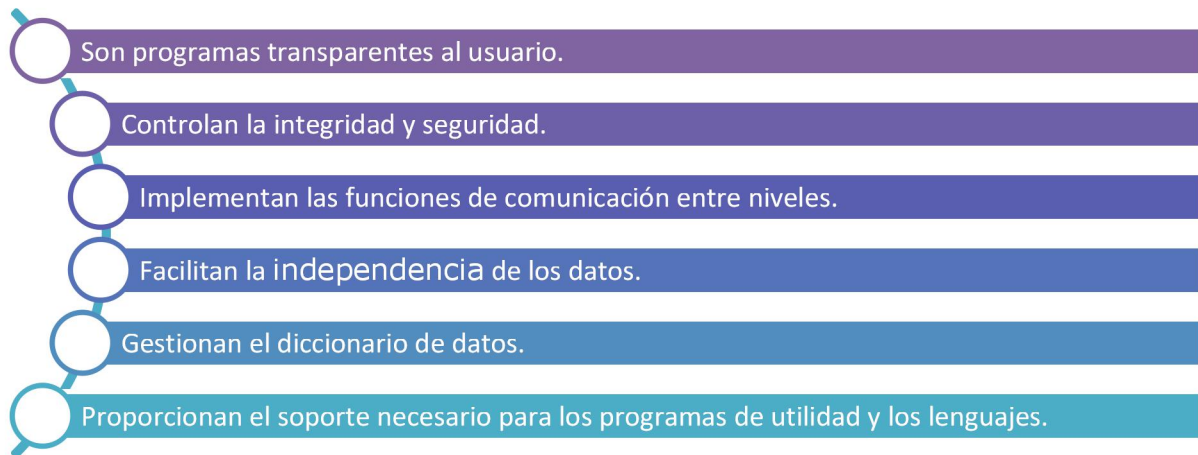 Son programas transparentes al usuario.
Controlan la integridad y seguridad.
Implementan las funciones de comunicación entre niveles.
Facilitan la independencia de los datos.
Gestionan el diccionario de datos.
Proporcionan el soporte necesario para los programas de utilidad y los lenguajes.